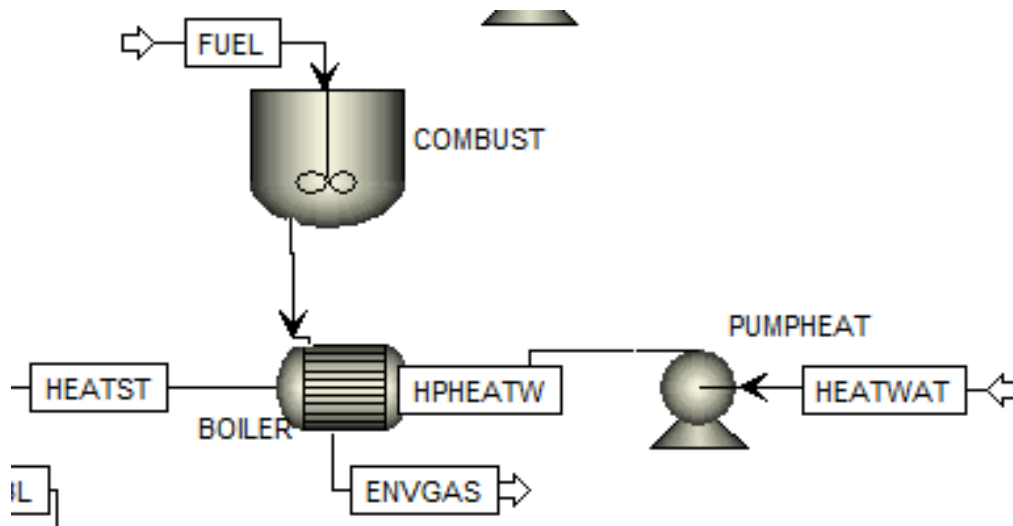 FUEL
COMBUST
PUMPHEAT
HEATST
HPHEATW
HEATWAT
BOILER
ENVGAS